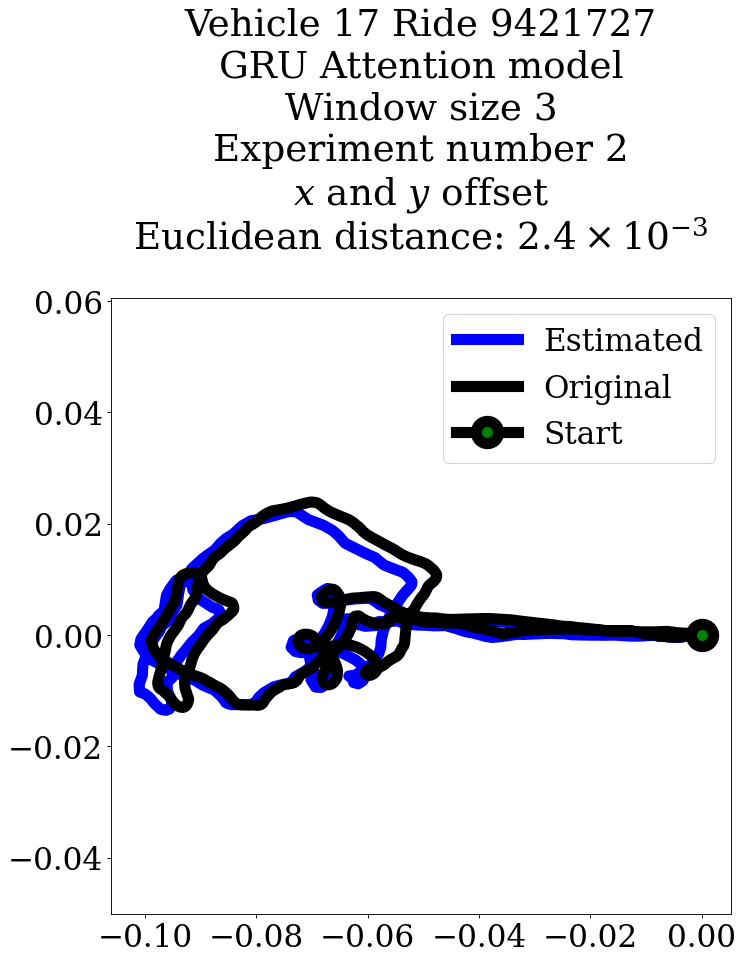 Vehicle 17 Ride 9421727
GRU Attention model
Window size 3
Experiment number 2
x and y offset
Euclidean distance: 2.4 × 10⁻³
0.06
0.04
0.02
0.00
−0.02
−0.04
Estimated
Original
Start
−0.10 −0.08 −0.06 −0.04 −0.02 0.00